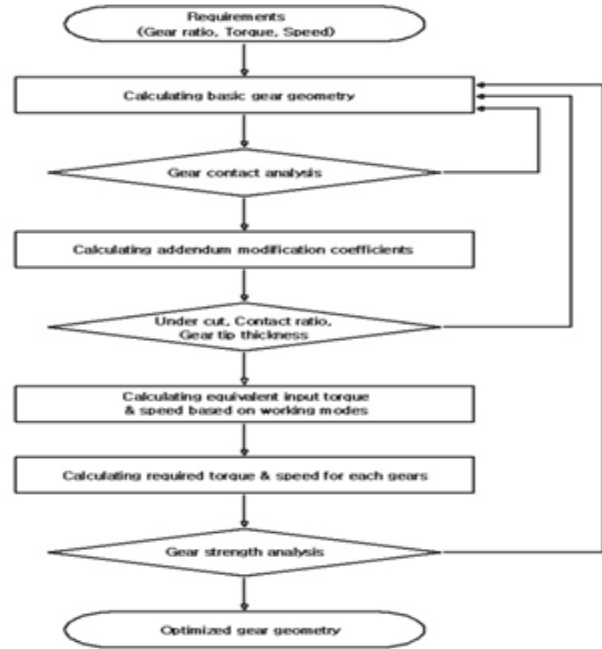 Requirements
(Gear ratio, Torque, Speed)
Calculating basic gear geometry
Gear contact analysis
Calculating addendum modification coefficients
Under cut, Contact ratio,
Gear tip thickness
Calculating equivalent input torque
& speed based on working modes
Calculating required torque & speed for each gears
Gear strength analysis
Optimized gear geometry